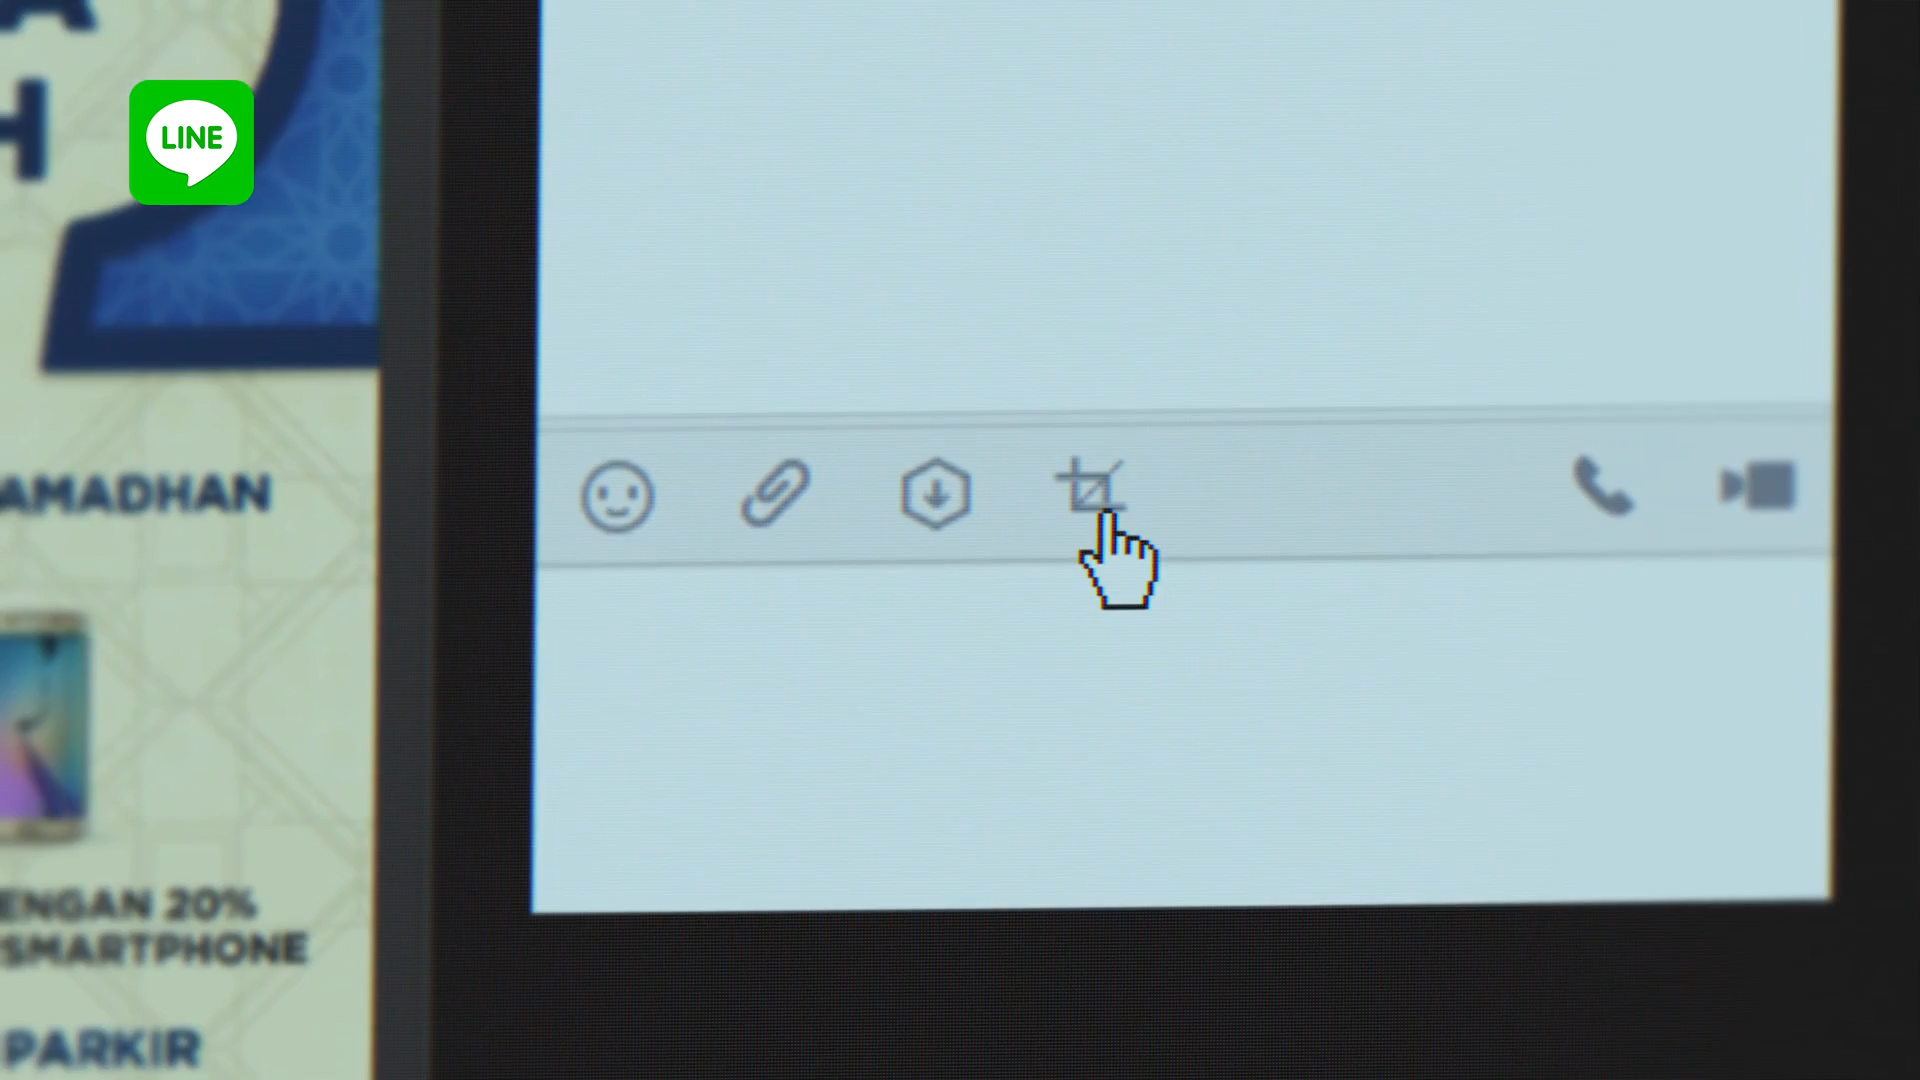 A
H
LINE
AMADHAN
ENGAN 20%
SMARTPHONE
PARKIR